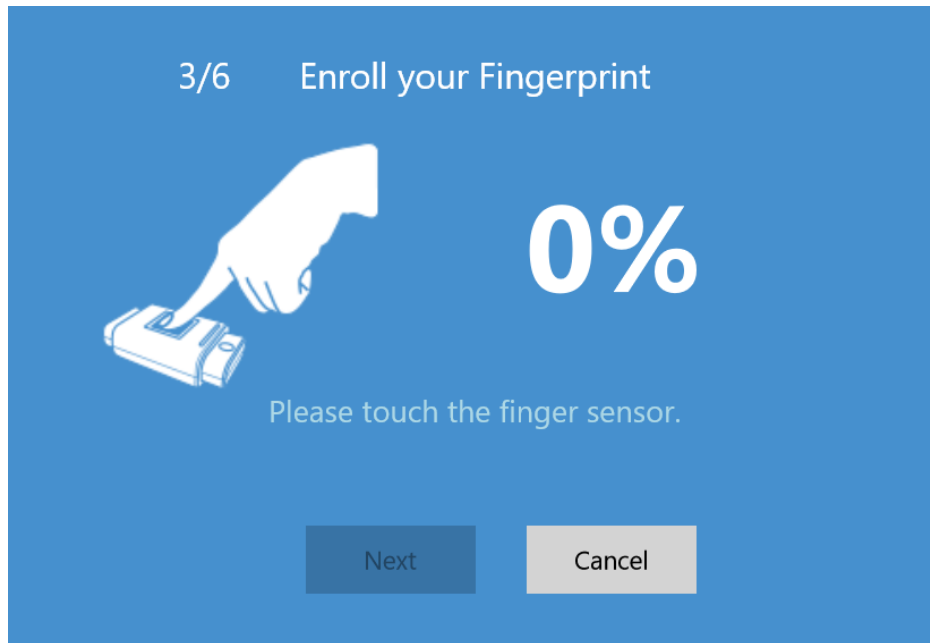 3/6 Enroll your Fingerprint
0%
Please touch the finger sensor.
Next Cancel